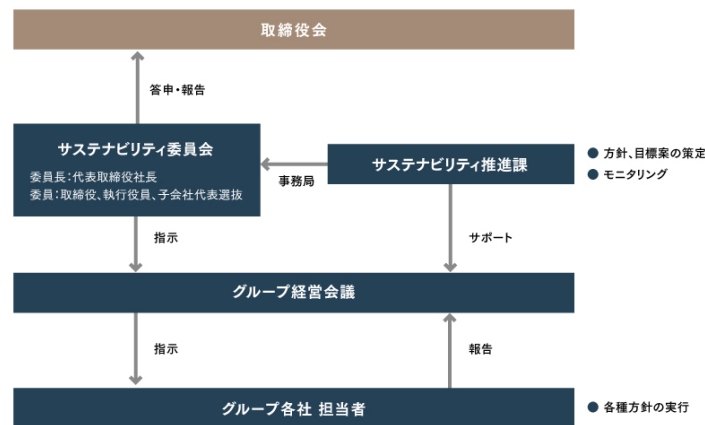 取締役会
答申・報告
サステナビリティ委員会
委員長:代表取締役社長
委員:取締役、執行役員、子会社代表選抜
事務局
サステナビリティ推進課
● 方針、目標案の策定
● モニタリング
指示
サポート
グループ経営会議
指示
報告
グループ各社 担当者
● 各種方針の実行